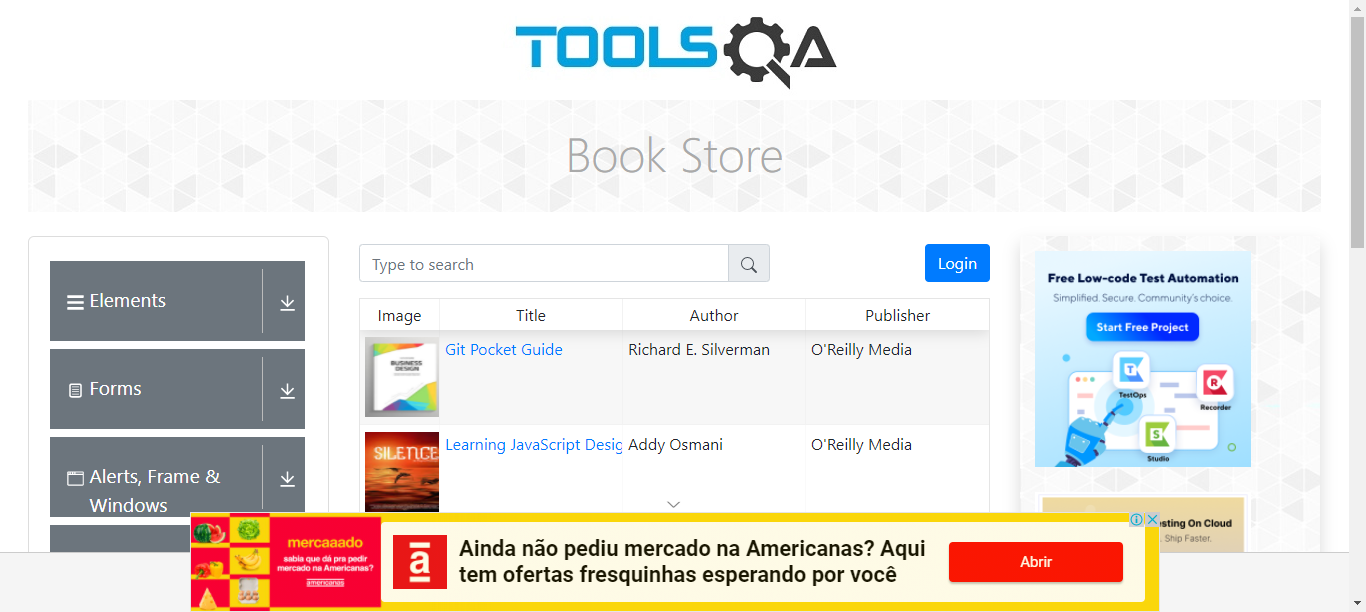 TOOLSQA
Book Store
Elements
Forms
Alerts, Frame &
Windows
Type to search
Login
Image Title Author Publisher
BUSINESS
DESIGN
Git Pocket Guide Richard E. Silverman O'Reilly Media
SILENCE
Learning JavaScript Desig Addy Osmani O'Reilly Media
Free Low-code Test Automation
Simplified. Secure. Community's choice.
Start Free Project
TestOps
Recorder
Studio
sting On Cloud
Ship Faster.
mercaaado
sabia que dá pra pedir
mercado na Americanas?
americanas
a
Ainda não pediu mercado na Americanas? Aqui
tem ofertas fresquinhas esperando por você
Abrir